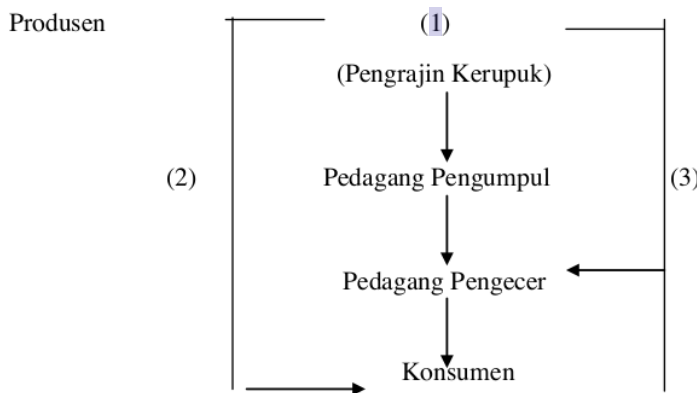 Produsen (1)
(Pengrajin Kerupuk)
(2) Pedagang Pengumpul (3)
Pedagang Pengecer
Konsumen